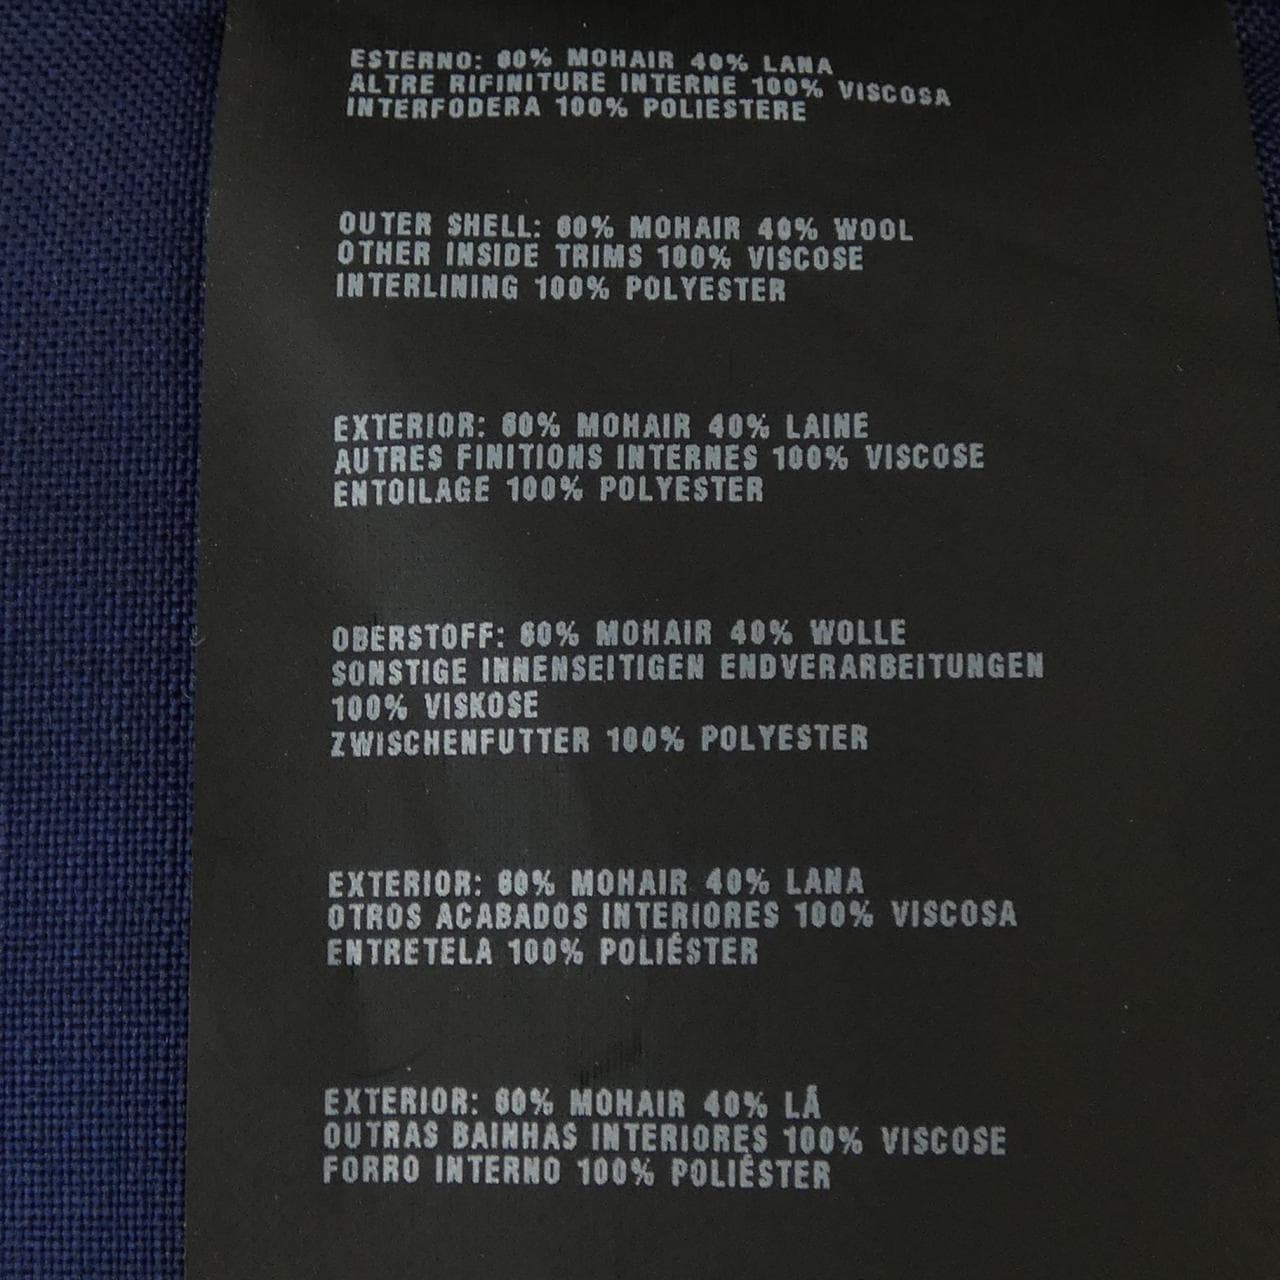 ESTERNO: 60% MOHAIR 40% LANA
ALTRE RIFINITURE INTERNE 100% VISCOSA
INTERFODERA 100% POLIESTERE
OUTER SHELL: 60% MOHAIR 40% WOOL
OTHER INSIDE TRIMS 100% VISCOSE
INTERLINING 100% POLYESTER
EXTERIOR: 60% MOHAIR 40% LAINE
AUTRES FINITIONS INTERNES 100% VISCOSE
ENTOILAGE 100% POLYESTER
OBERSTOFF: 60% MOHAIR 40% WOLLE
SONSTIGE INNENSEITIGEN ENDVERARBEITUNGEN
100% VISKOSE
ZWISCHENFUTTER 100% POLYESTER
EXTERIOR: 60% MOHAIR 40% LANA
OTROS ACABADOS INTERIORES 100% VISCOSA
ENTRETELA 100% POLIÉSTER
EXTERIOR: 60% MOHAIR 40% LÃ
OUTRAS BAINHAS INTERIORES 100% VISCOSE
FORRO INTERNO 100% POLIÉSTER